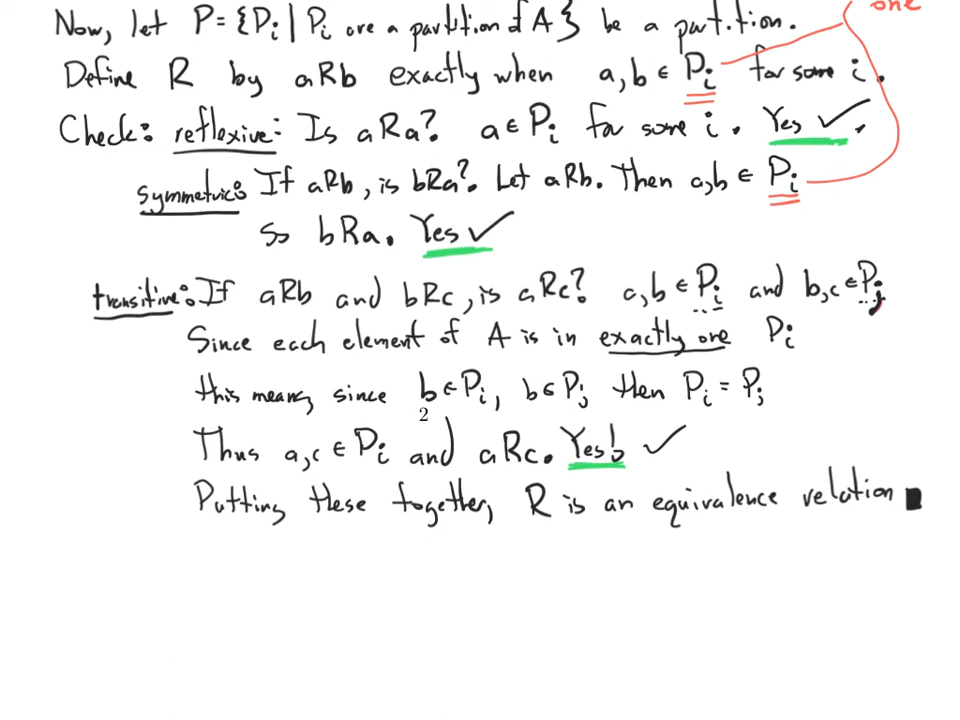 one
Now, let P = {Pi | Pi are a partition of A} be a partition.
Define R by aRb exactly when a,b ∈ Pi for some i.
Check: reflexive: Is aRa? a ∈ Pi for some i. Yes ✓.
symmetric: If aRb, is bRa? Let aRb. Then a,b ∈ Pi
So bRa. Yes ✓
transitive: If aRb and bRc, is aRc? a,b ∈ Pi and b,c ∈ Pj
Since each element of A is in exactly one Pi
this means, since b ∈ Pi, b ∈ Pj then Pi = Pj
2
Thus a,c ∈ Pi and aRc. Yes! ✓
Putting these together, R is an equivalence relation ∎